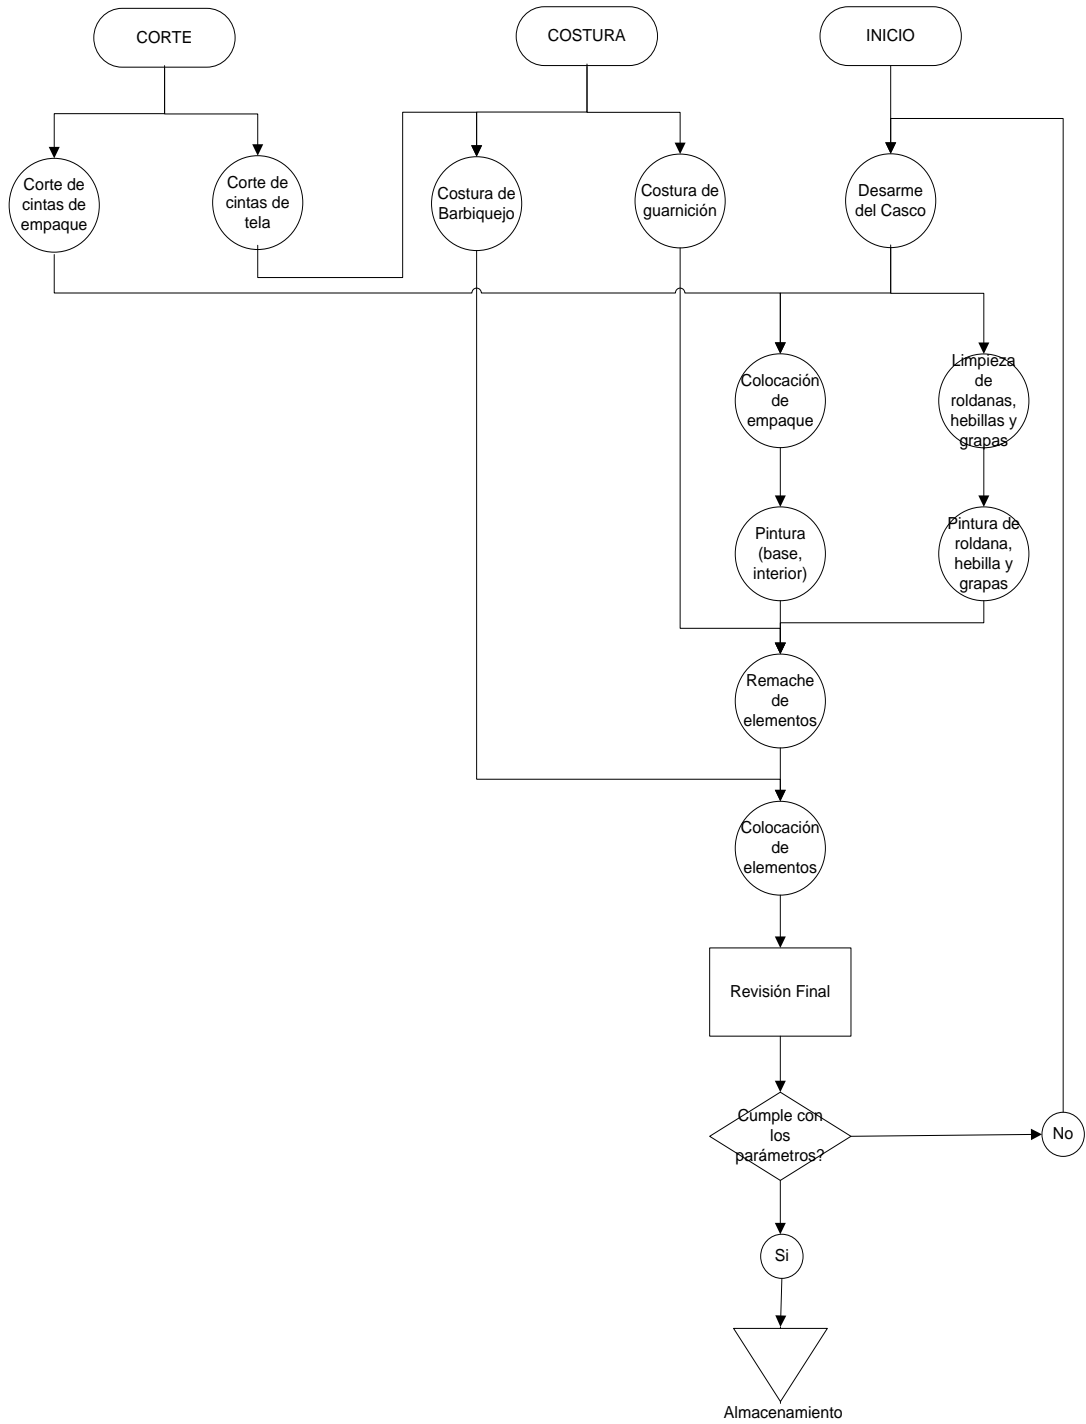 CORTE
COSTURA
INICIO
Corte de
cintas de
empaque
Corte de
cintas de
tela
Costura de
Barbiquejo
Costura de
guarnición
Desarme
del Casco
Colocación
de
empaque
Limpieza
de
roldanas,
hebillas y
grapas
Pintura
(base,
interior)
Pintura de
roldana,
hebilla y
grapas
Remache
de
elementos
Colocación
de
elementos
Revisión Final
Cumple con
los
parámetros?
No
Si
Almacenamiento